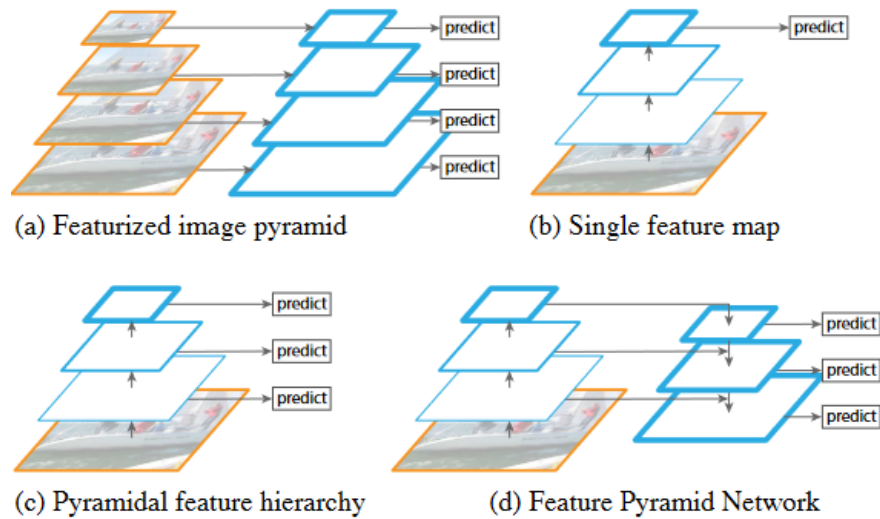 predict
predict
predict
predict
predict
(a) Featurized image pyramid
(b) Single feature map
predict
predict
predict
predict
predict
predict
(c) Pyramidal feature hierarchy
(d) Feature Pyramid Network